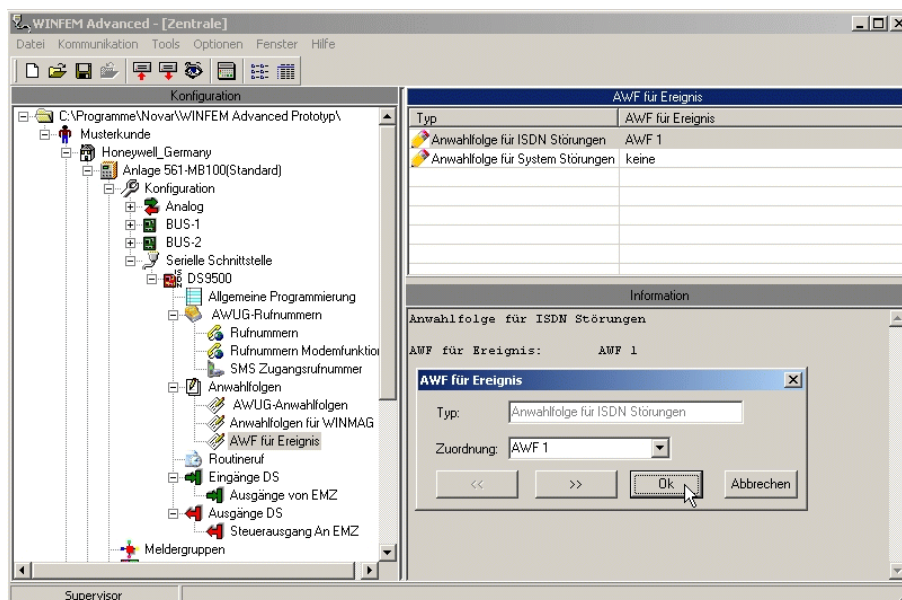 WINFEM Advanced - [Zentrale]
Datei Kommunikation Tools Optionen Fenster Hilfe
Konfiguration
C:\Programme\Novar\WINFEM Advanced Prototyp\
Musterkunde
Honeywell_Germany
Anlage 561-MB100(Standard)
Konfiguration
Analog
BUS-1
BUS-2
Serielle Schnittstelle
DS9500
Allgemeine Programmierung
AWUG-Rufnummern
Rufnummern
Rufnummern Modemfunktion
SMS Zugangsrufnummer
Anwahlfolgen
AWUG-Anwahlfolgen
Anwahlfolgen für WINMAG
AWF für Ereignis
Routineruf
Eingänge DS
Ausgänge von EMZ
Ausgänge DS
Steuerausgang An EMZ
Meldergruppen
Supervisor
AWF für Ereignis
Typ AWF für Ereignis
Anwahlfolge für ISDN Störungen AWF 1
Anwahlfolge für System Störungen keine
Information
Anwahlfolge für ISDN Störungen
AWF für Ereignis: AWF 1
AWF für Ereignis
Typ: Anwahlfolge für ISDN Störungen
Zuordnung: AWF 1
<< >> Ok Abbrechen